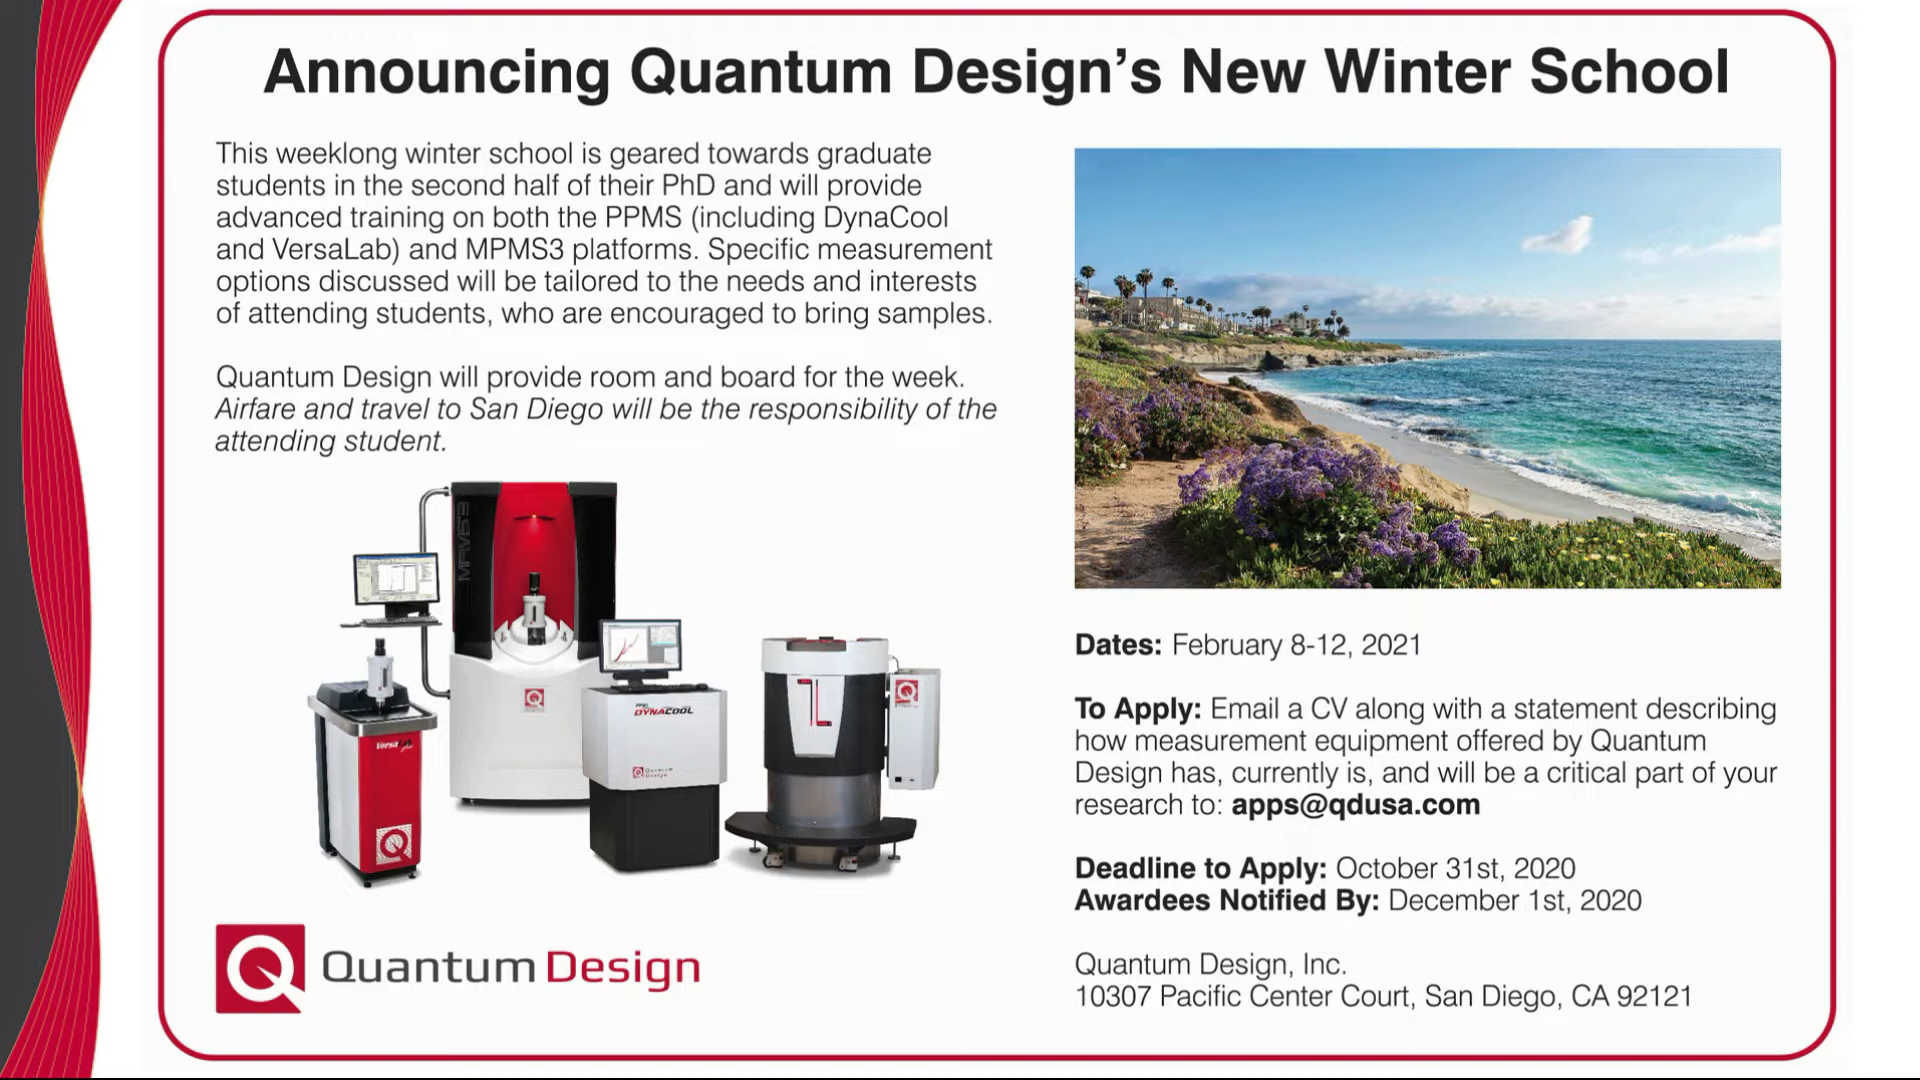 Announcing Quantum Design’s New Winter School
This weeklong winter school is geared towards graduate
students in the second half of their PhD and will provide
advanced training on both the PPMS (including DynaCool
and VersaLab) and MPMS3 platforms. Specific measurement
options discussed will be tailored to the needs and interests
of attending students, who are encouraged to bring samples.
Quantum Design will provide room and board for the week.
Airfare and travel to San Diego will be the responsibility of the
attending student.
MPMS3
VersaLab
DYNACOOL
Quantum
Design
Quantum Design
Dates: February 8-12, 2021
To Apply: Email a CV along with a statement describing
how measurement equipment offered by Quantum
Design has, currently is, and will be a critical part of your
research to: apps@qdusa.com
Deadline to Apply: October 31st, 2020
Awardees Notified By: December 1st, 2020
Quantum Design, Inc.
10307 Pacific Center Court, San Diego, CA 92121